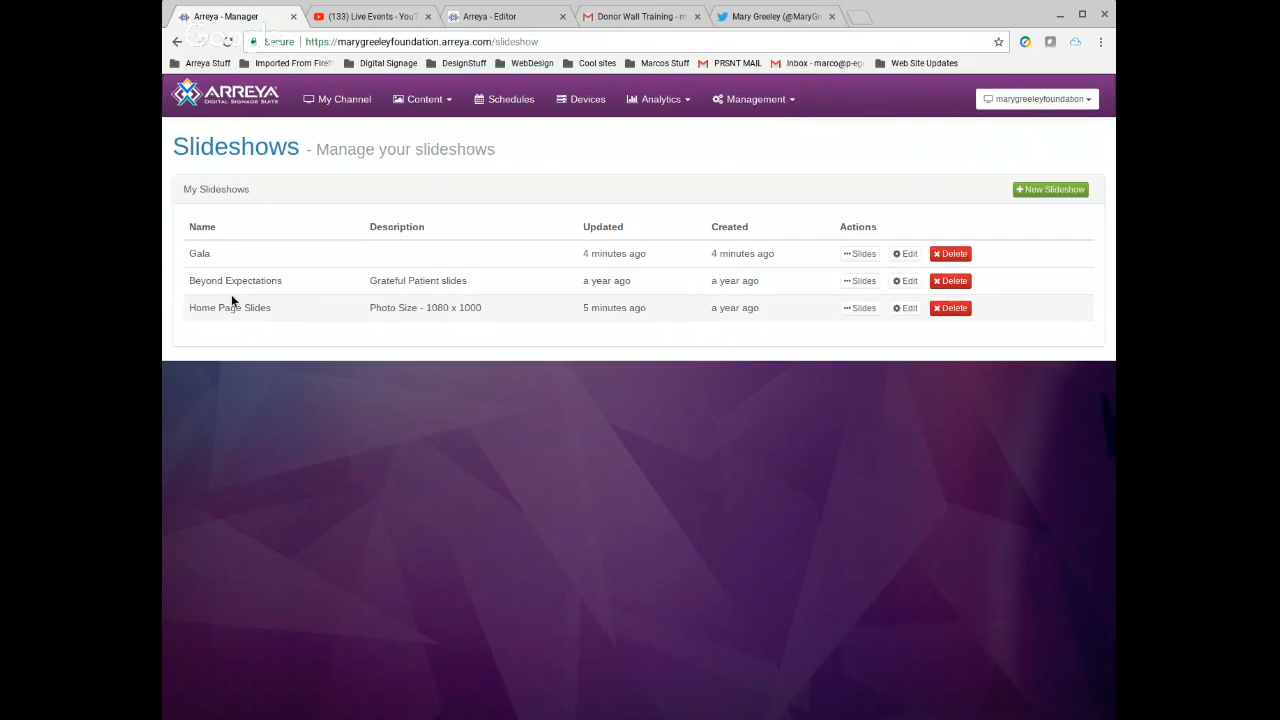 Arreya - Manager
(133) Live Events - YouT
Arreya - Editor
Donor Wall Training - m
Mary Greeley (@MaryGr
Secure
https://marygreeleyfoundation.arreya.com/slideshow
Arreya Stuff
Imported From Firef
Digital Signage
DesignStuff
WebDesign
Cool sites
Marcos Stuff
PRSNT MAIL
Inbox - marco@p-eg
Web Site Updates
ARREYA
DIGITAL SIGNAGE SUITE
My Channel
Content
Schedules
Devices
Analytics
Management
marygreeleyfoundation
Slideshows - Manage your slideshows
My Slideshows
New Slideshow
Name Description Updated Created Actions
Gala 4 minutes ago 4 minutes ago Slides Edit Delete
Beyond Expectations Grateful Patient slides a year ago a year ago Slides Edit Delete
Home Page Slides Photo Size - 1080 x 1000 5 minutes ago a year ago Slides Edit Delete